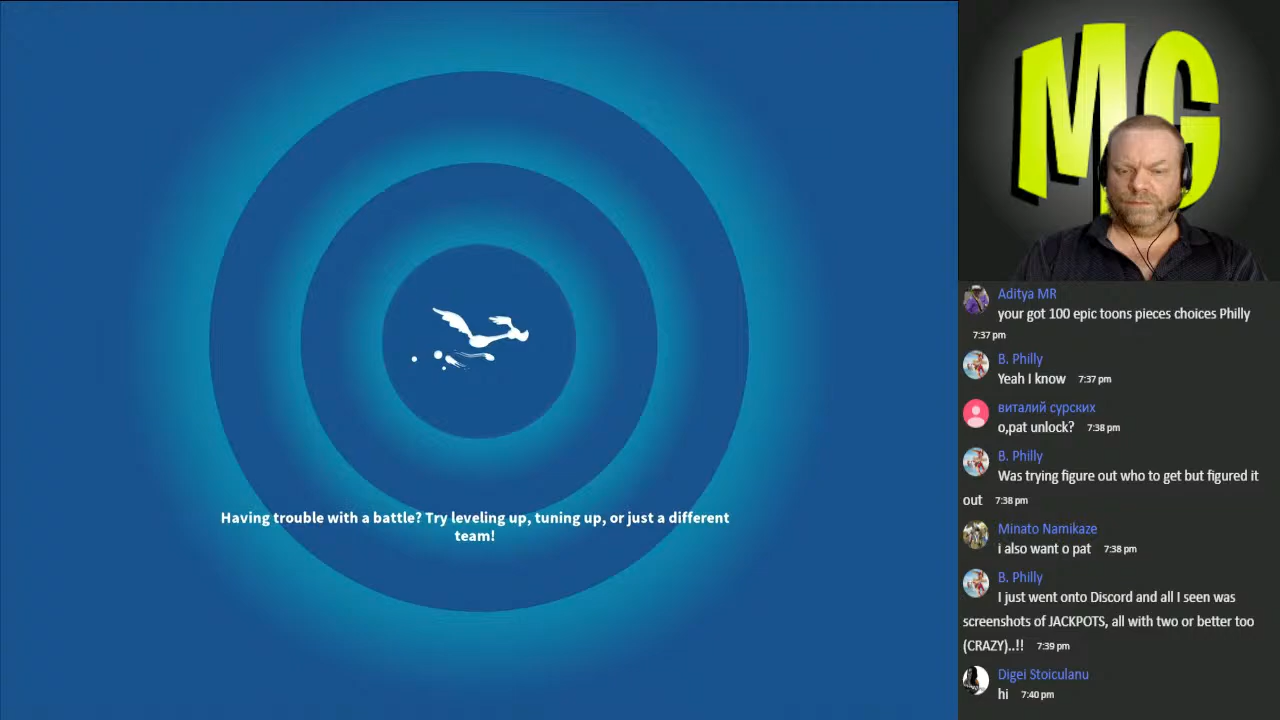 MG
Having trouble with a battle? Try leveling up, tuning up, or just a different
team!
Aditya MR
your got 100 epic toons pieces choices Philly
7:37 pm
B. Philly
Yeah I know 7:37 pm
виталий сурских
o,pat unlock? 7:38 pm
B. Philly
Was trying figure out who to get but figured it
out 7:38 pm
Minato Namikaze
i also want o pat 7:38 pm
B. Philly
I just went onto Discord and all I seen was
screenshots of JACKPOTS, all with two or better too
(CRAZY)..!! 7:39 pm
Digei Stoiculanu
hi 7:40 pm